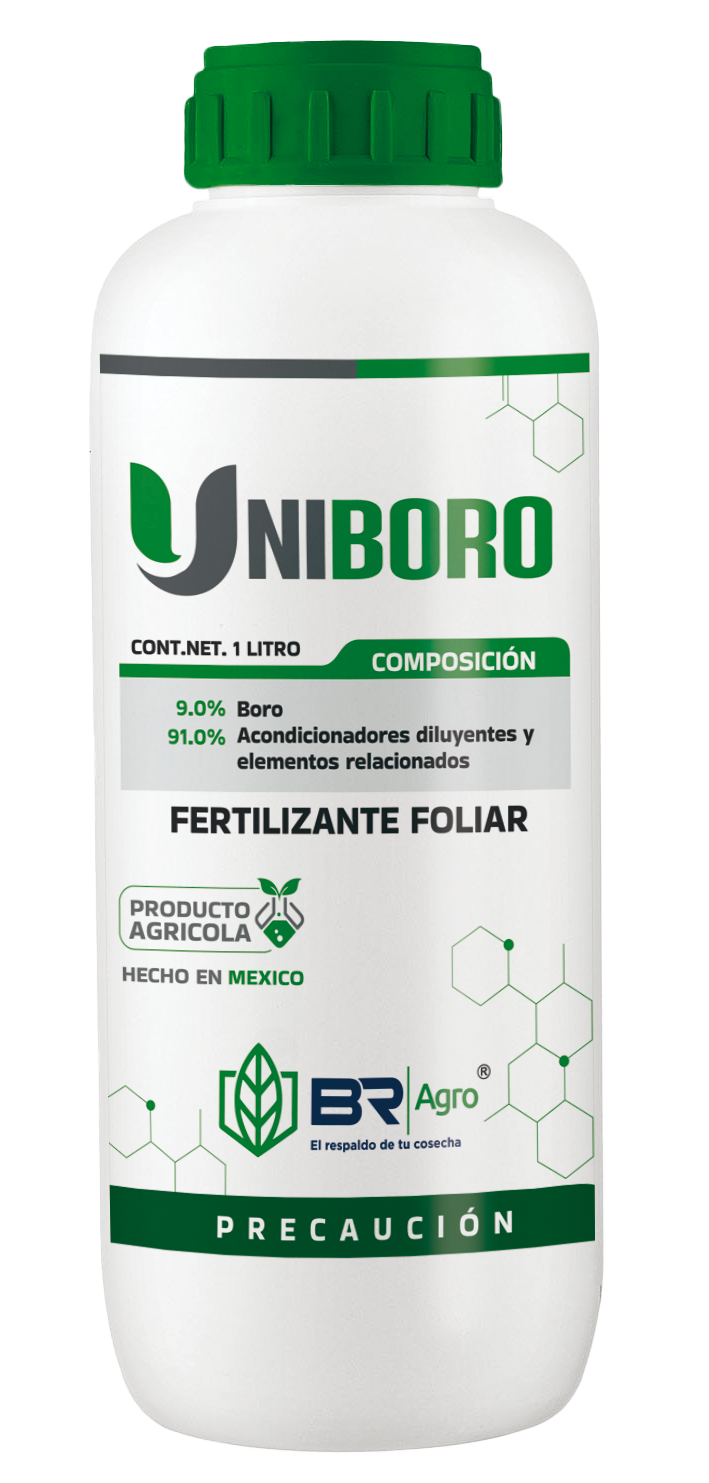 UNIBORO
CONT.NET. 1 LITRO
COMPOSICIÓN
9.0% Boro
91.0% Acondicionadores diluyentes y
elementos relacionados
FERTILIZANTE FOLIAR
PRODUCTO
AGRICOLA
HECHO EN MEXICO
BR Agro®
El respaldo de tu cosecha
PRECAUCIÓN